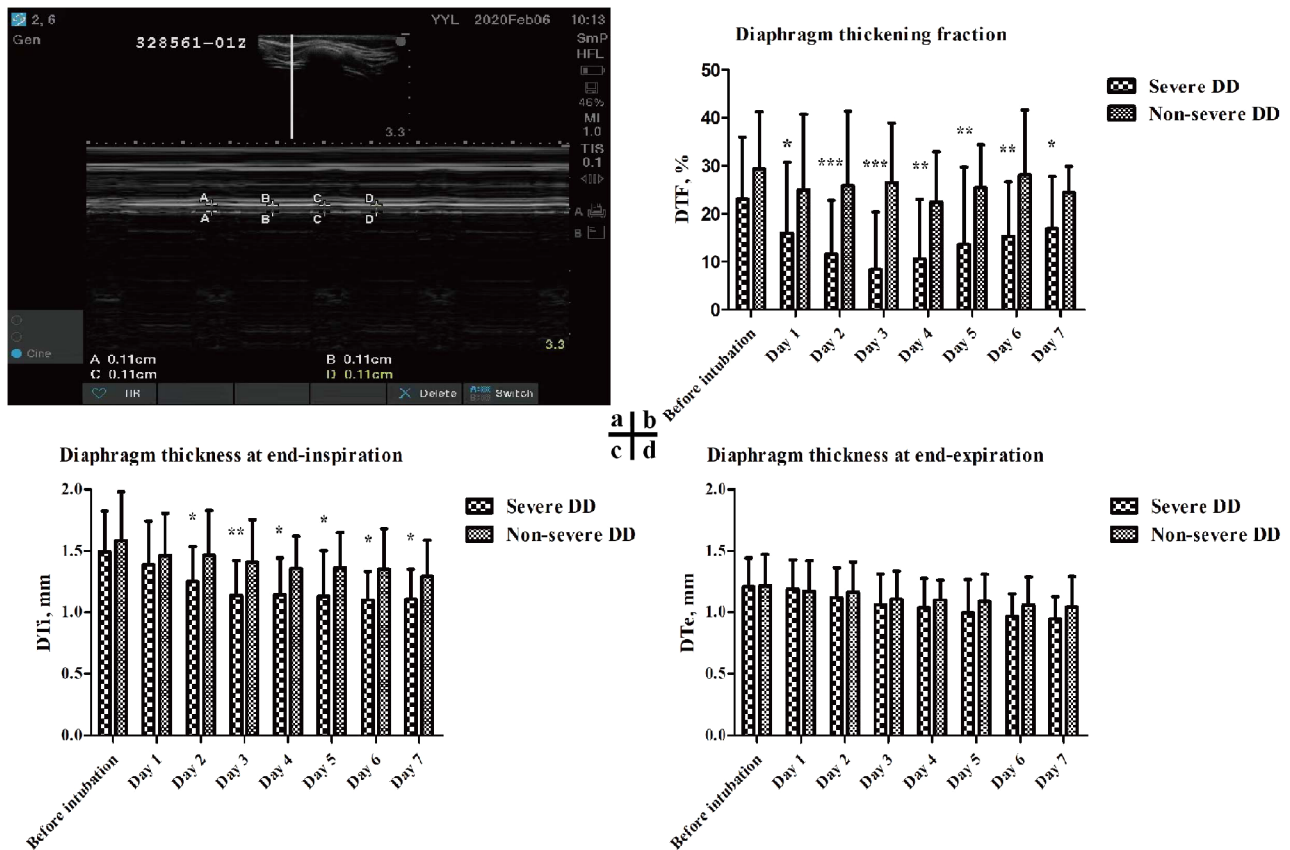 2, 6
YYL 2020Feb06 10:13
Gen
328561-01Z
SmP
HFL
46%
MI
1.0
TIS
0.1
3.3
A B C D
A B C D
A
B
Cine
3.3
A 0.11cm B 0.11cm
C 0.11cm D 0.11cm
HR Delete Switch
Diaphragm thickening fraction
Severe DD
Non-severe DD
DTF, %
50
40
30
20
10
0
* *** *** ** ** ** *
Before intubation Day 1 Day 2 Day 3 Day 4 Day 5 Day 6 Day 7
a b
c d
Diaphragm thickness at end-inspiration
Severe DD
Non-severe DD
DTi, mm
2.0
1.5
1.0
0.5
0.0
* ** * * * *
Before intubation Day 1 Day 2 Day 3 Day 4 Day 5 Day 6 Day 7
Diaphragm thickness at end-expiration
Severe DD
Non-severe DD
DTe, mm
2.0
1.5
1.0
0.5
0.0
Before intubation Day 1 Day 2 Day 3 Day 4 Day 5 Day 6 Day 7